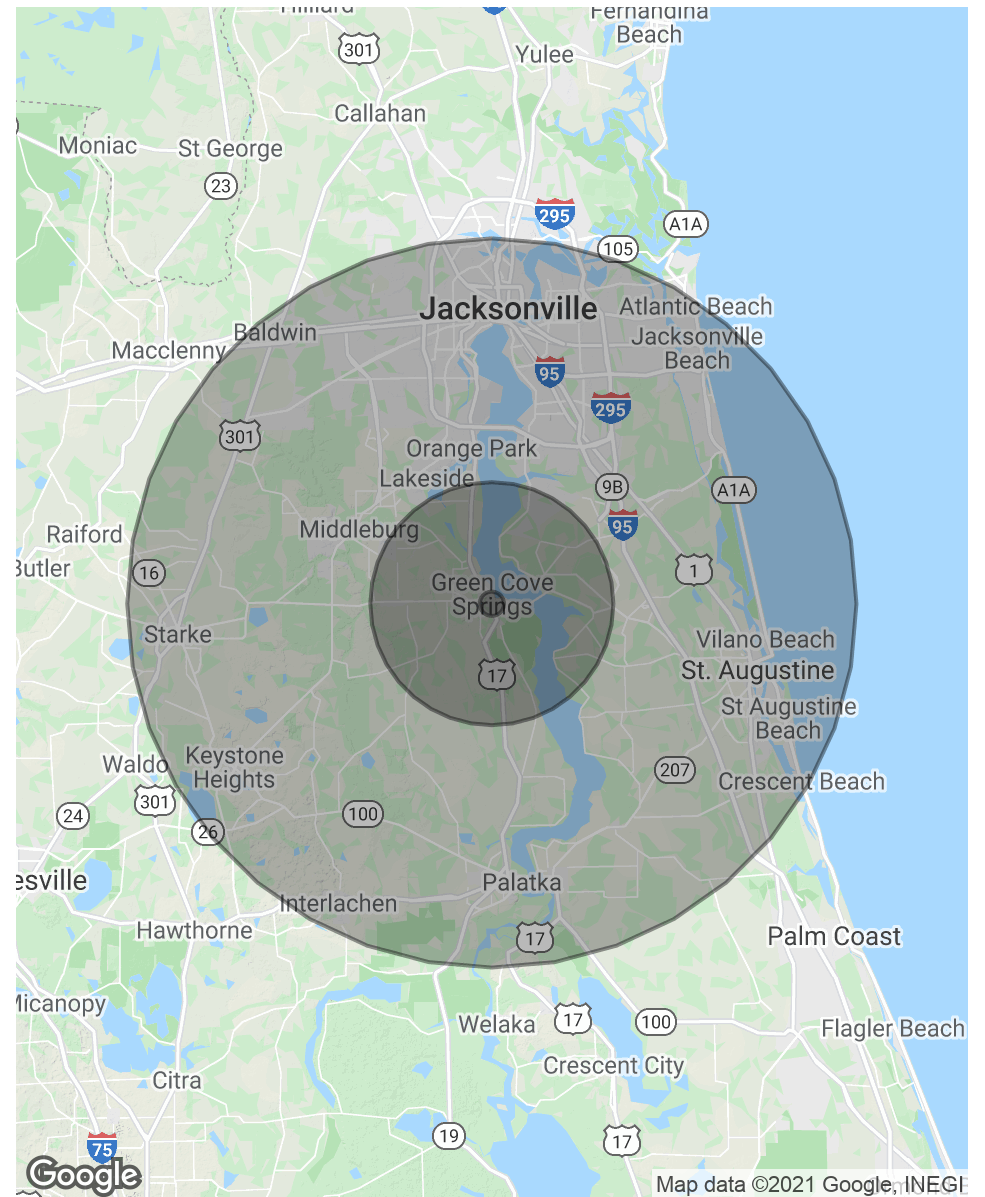 Hilliard
Fernandina
Beach
301
Yulee
Callahan
Moniac
St George
23
295
A1A
105
Jacksonville
Atlantic Beach
Baldwin
Jacksonville
Beach
Macclenny
95
295
301
Orange Park
Lakeside
9B
A1A
95
Middleburg
Raiford
Butler
16
1
Green Cove
Springs
Starke
Vilano Beach
St. Augustine
17
St Augustine
Beach
Waldo
Keystone
Heights
207
Crescent Beach
301
24
100
26
esville
Palatka
Interlachen
Hawthorne
17
Palm Coast
Micanopy
Welaka
17
100
Flagler Beach
Crescent City
Citra
19
17
75
Google
Map data ©2021 Google, INEGI